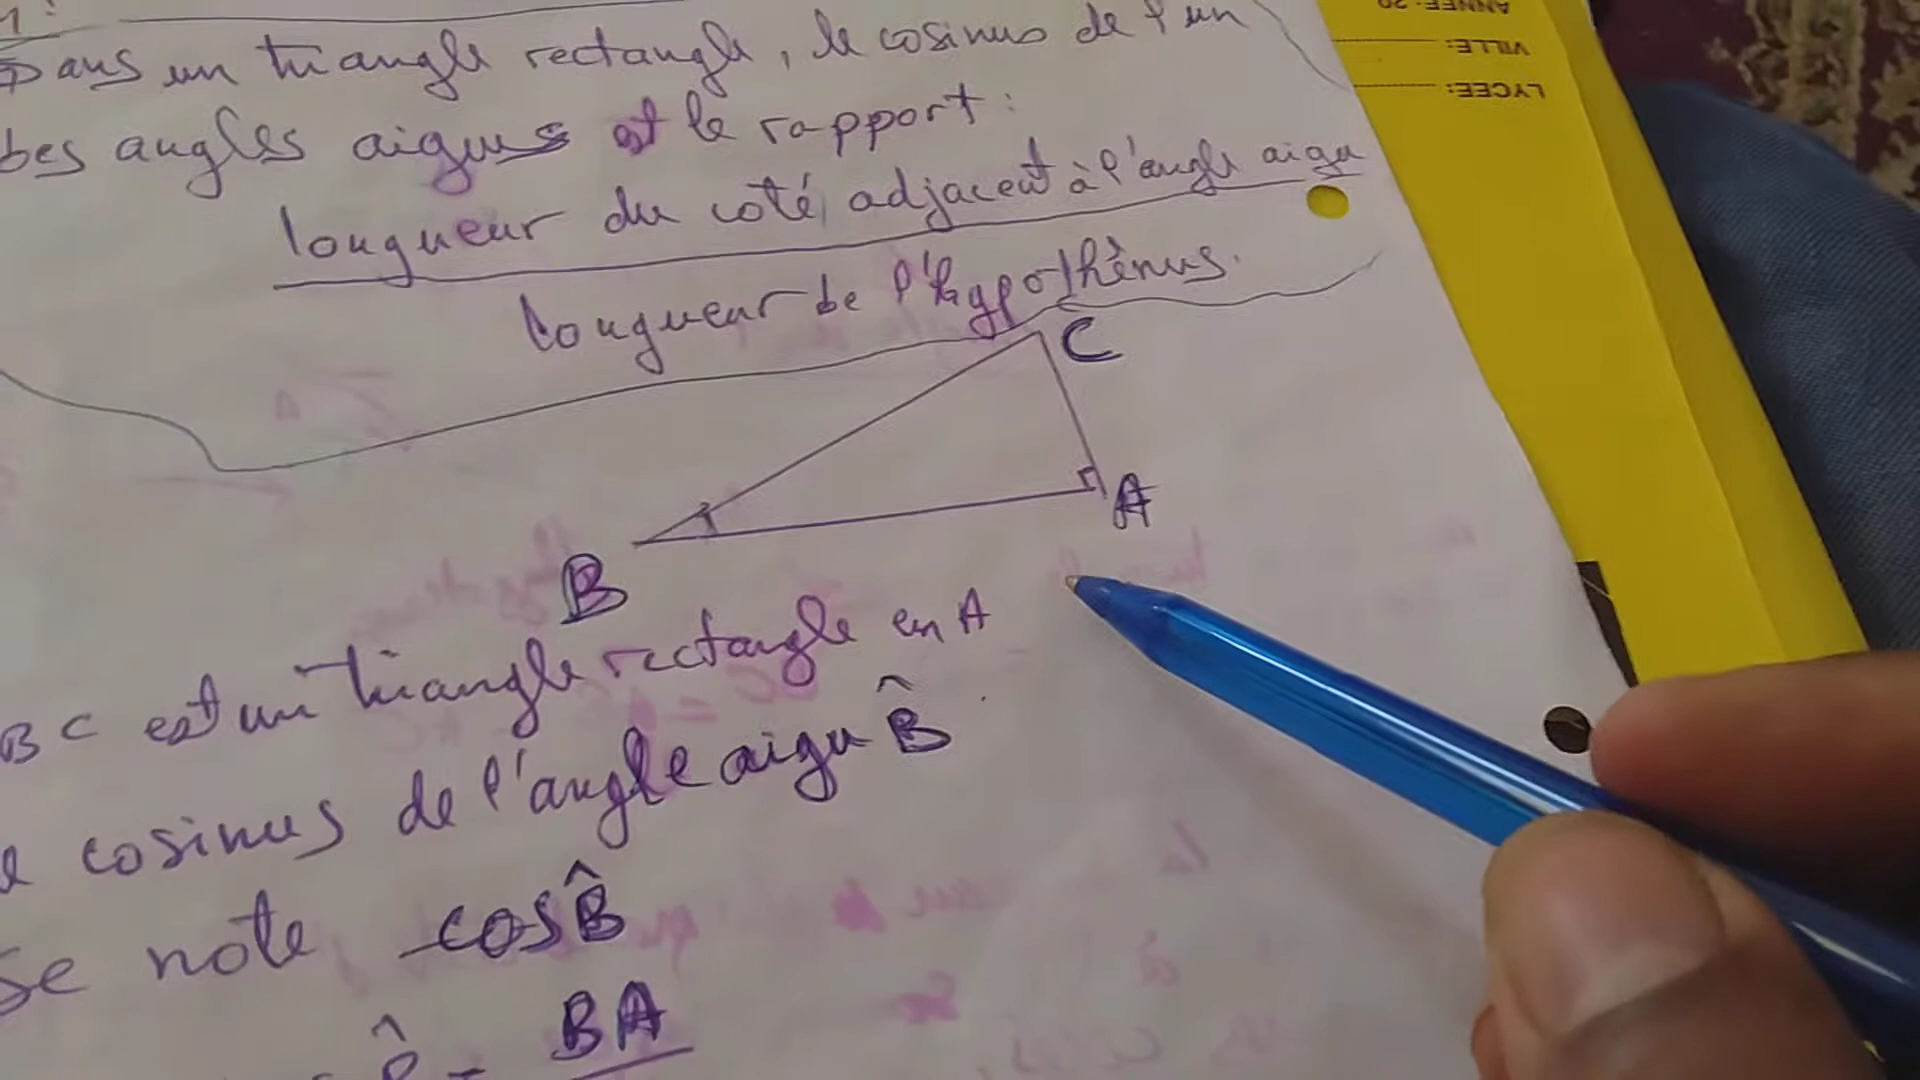 Dans un triangle rectangle, le cosinus de l'un
des angles aigus est le rapport :
longueur du coté adjacent à l'angle aigu
longueur de l'hypothénus.
C
A
B
BC est un triangle rectangle en A
cosinus de l'angle aigu B̂
se note cosB̂
BA
ANNÉE: 20
VILLE:
LYCEE: